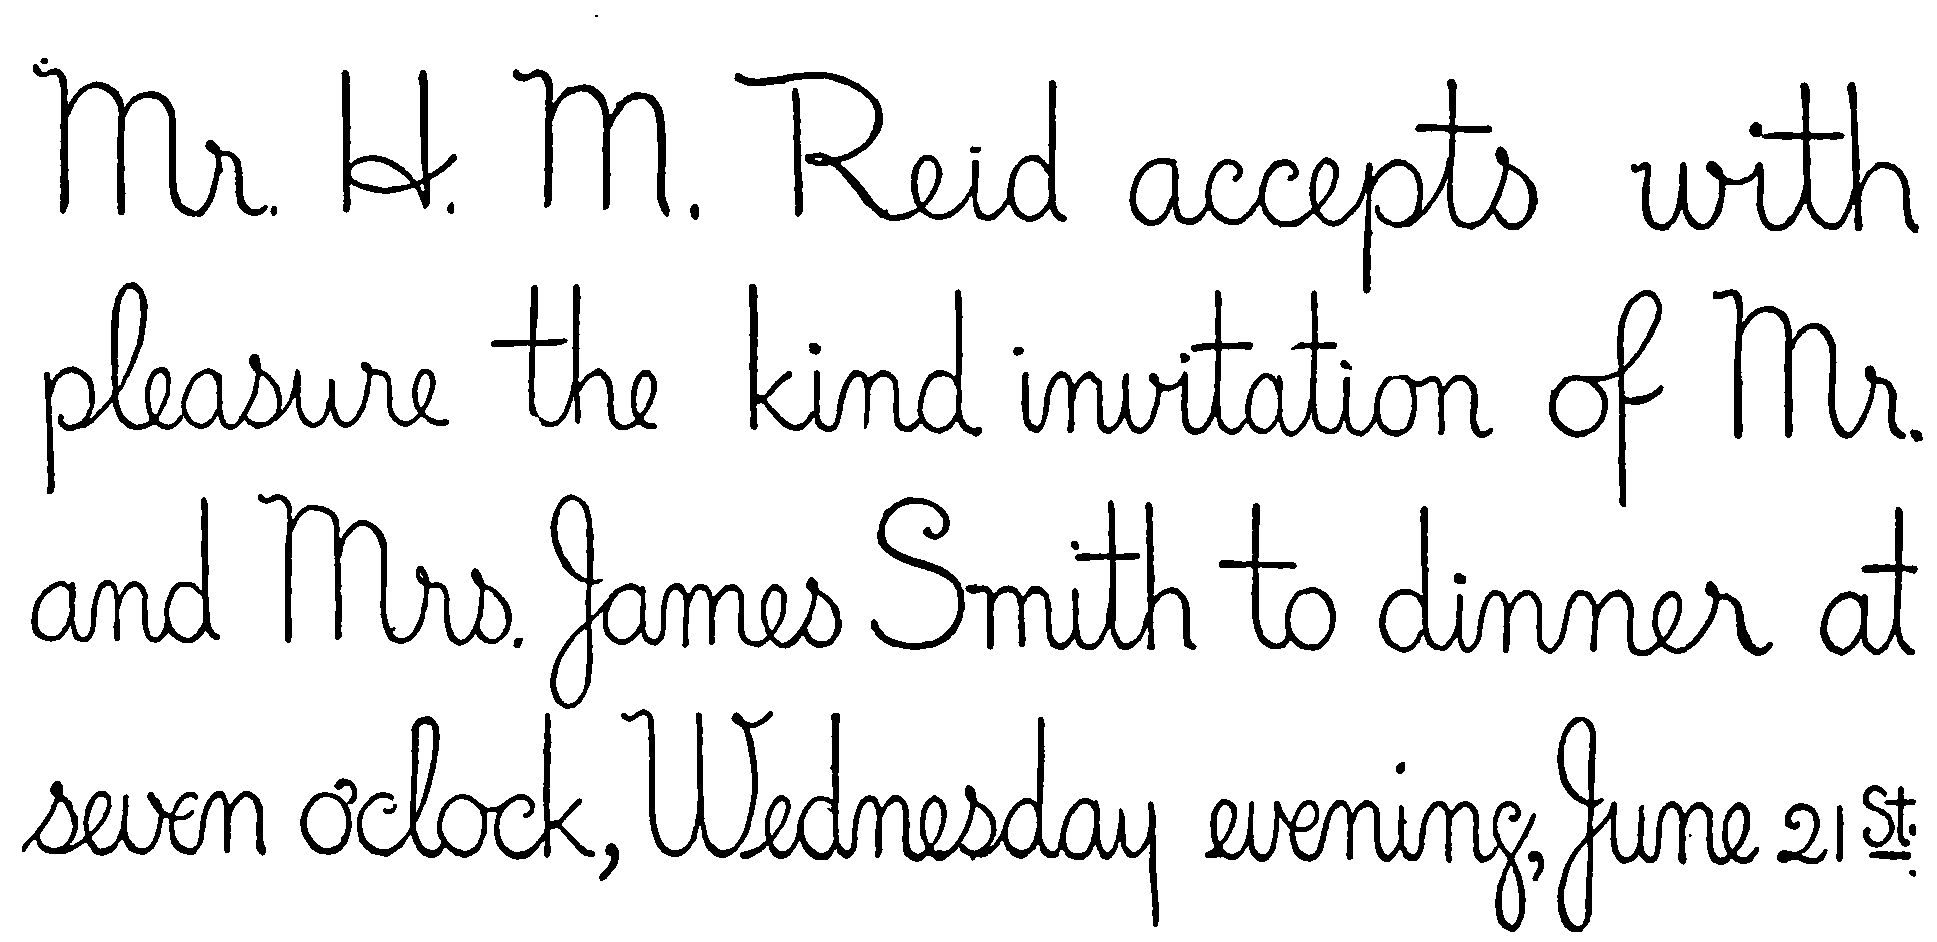 Mr. H. M. Reid accepts with
pleasure the kind invitation of Mr.
and Mrs. James Smith to dinner at
seven o'clock, Wednesday evening, June 21st.